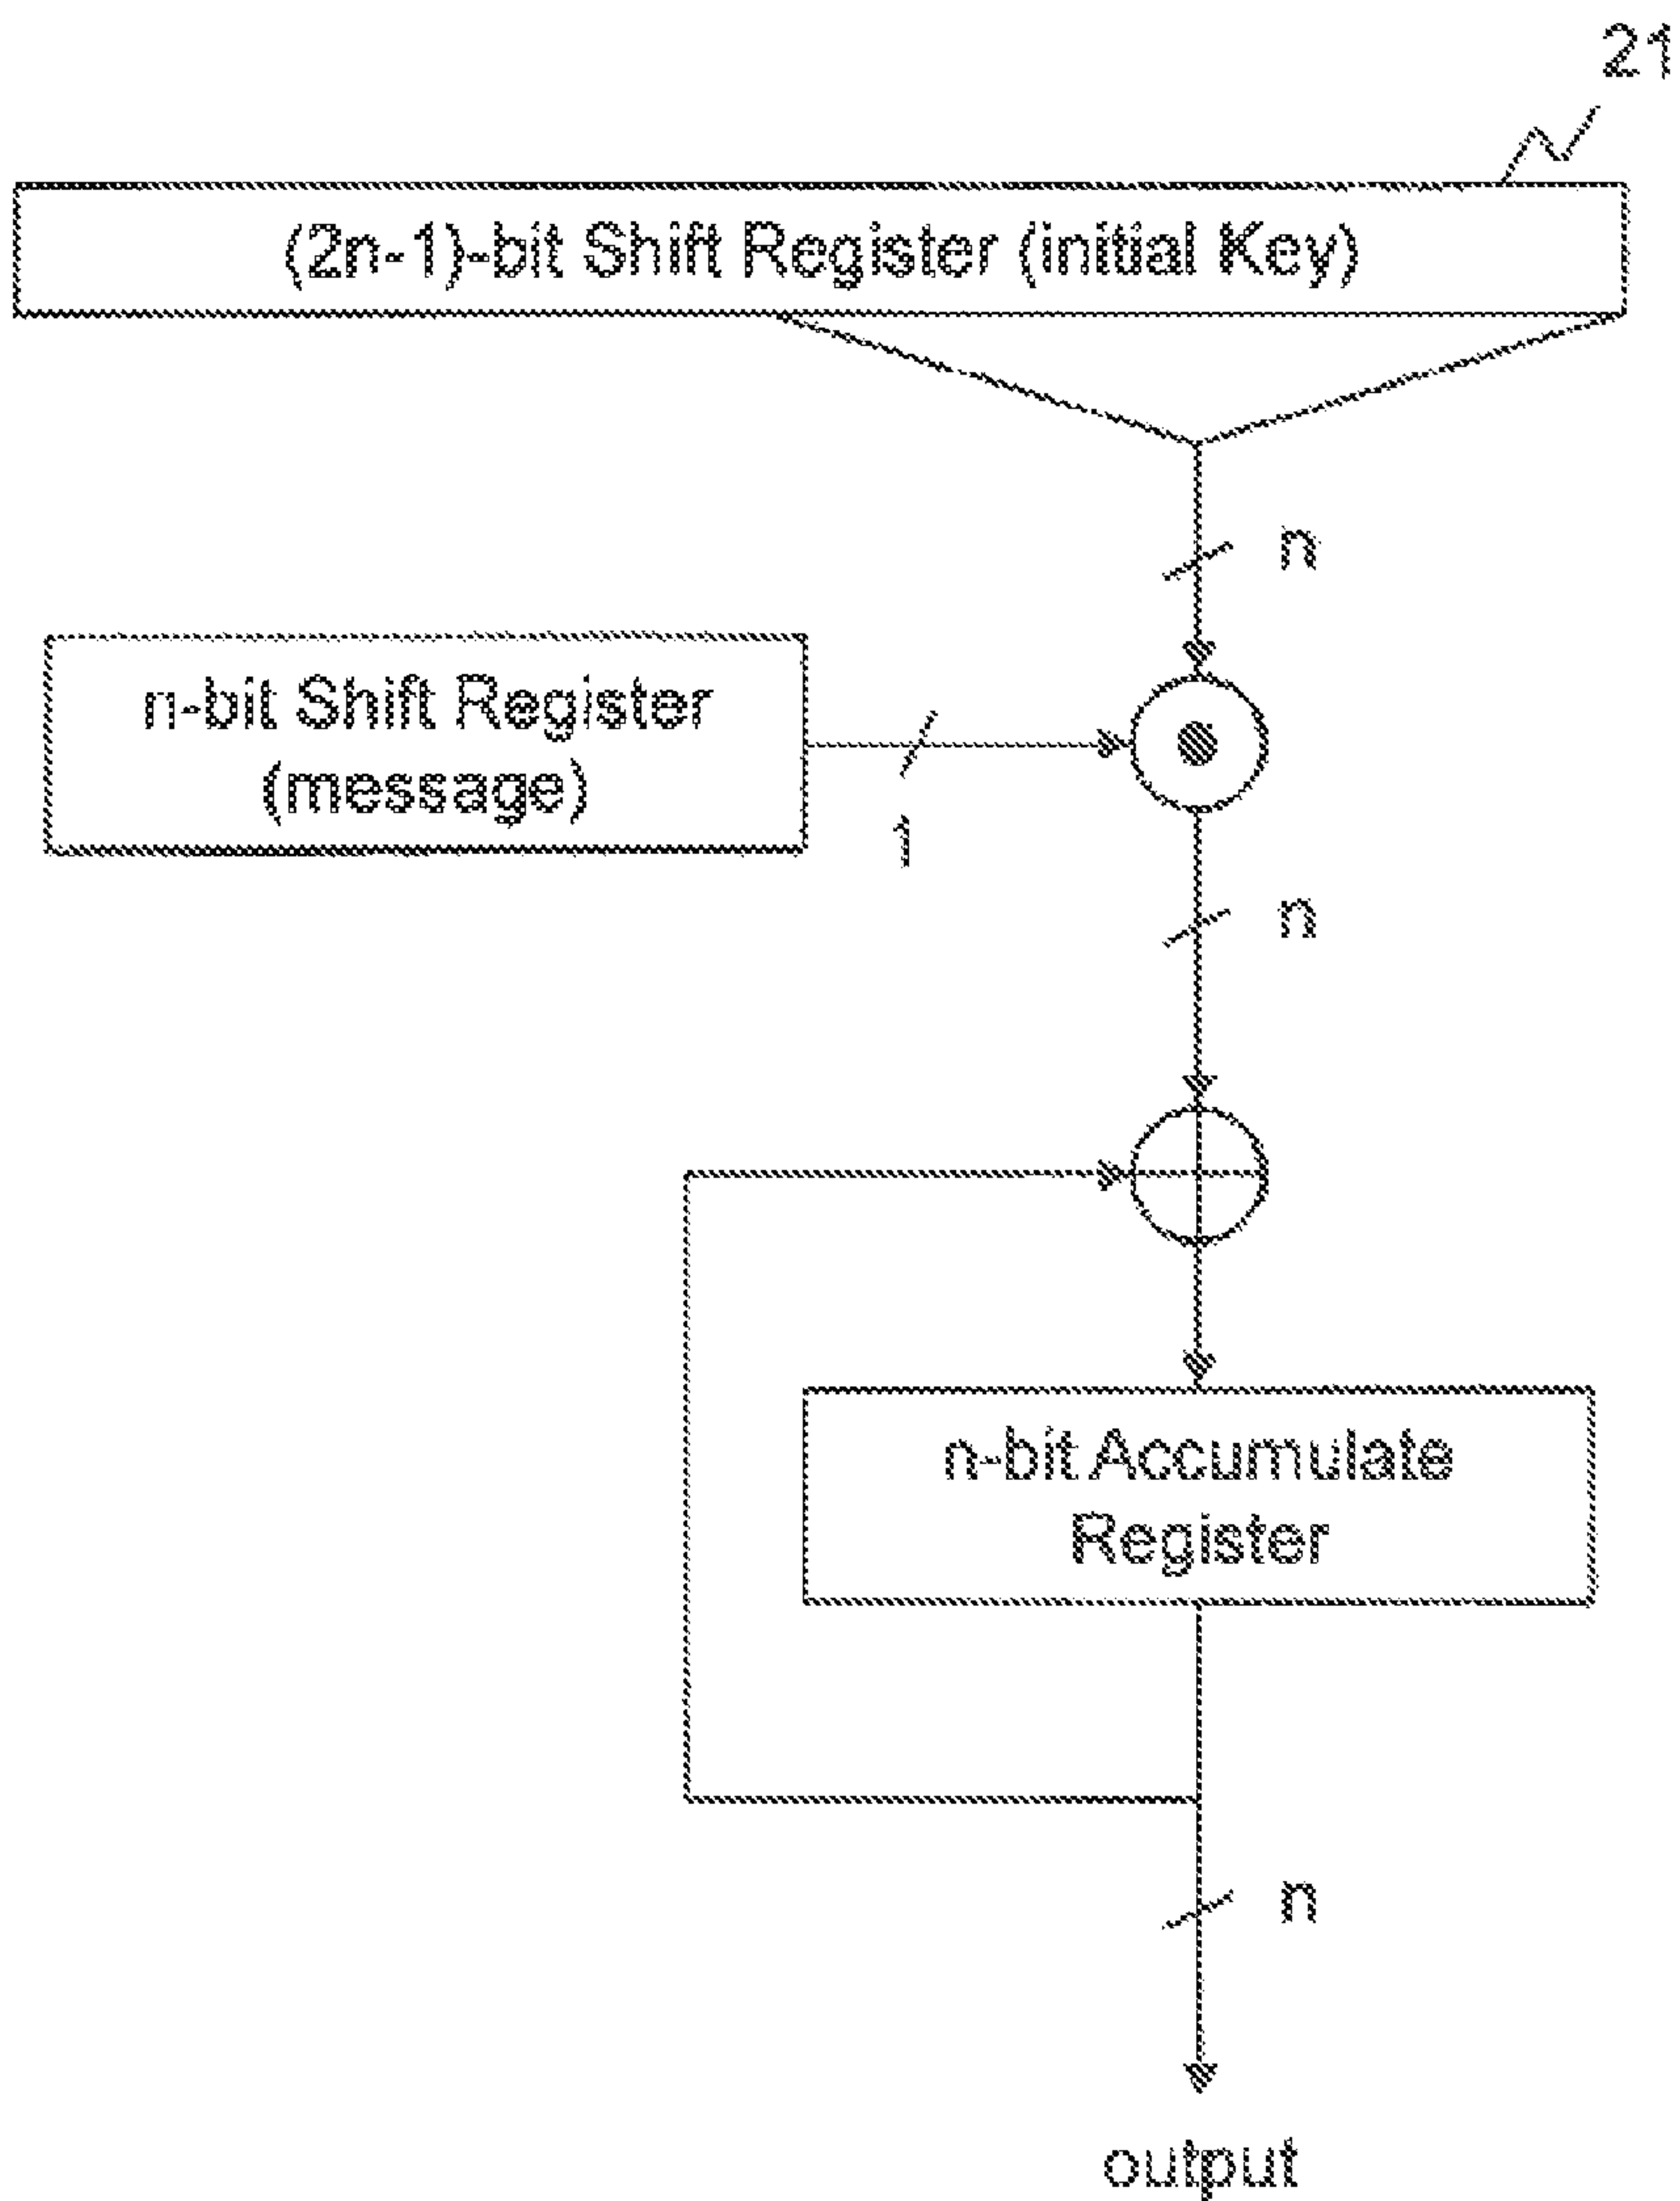 21
(2n-1)-bit Shift Register (initial Key)
n
n-bit Shift Register
(message)
1
n
n-bit Accumulate
Register
n
output